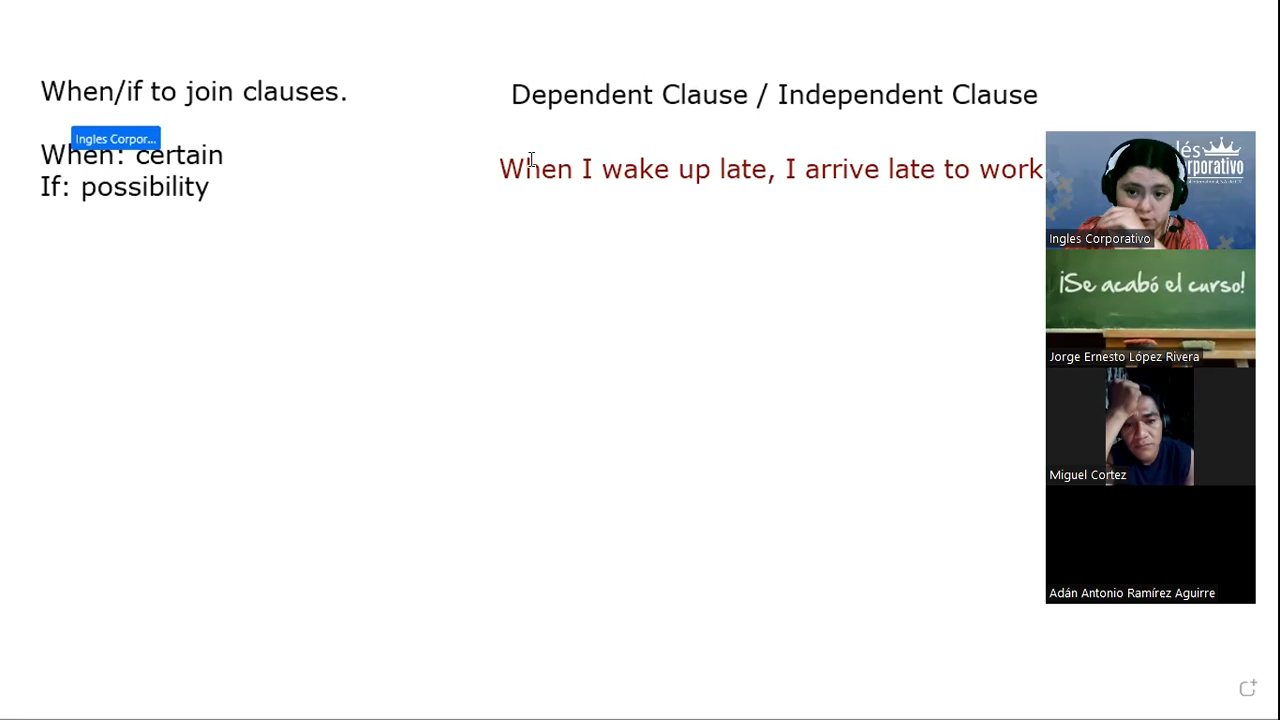 When/if to join clauses.
Dependent Clause / Independent Clause
Ingles Corpor...
When: certain
If: possibility
When I wake up late, I arrive late to work
Ingles Corporativo
¡Se acabó el curso!
Jorge Ernesto López Rivera
Miguel Cortez
Adán Antonio Ramírez Aguirre